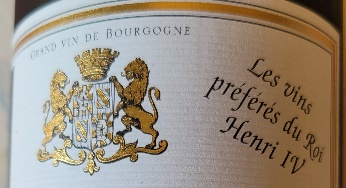 GRAND VIN DE BOURGOGNE
Les vins
préférés du Roi
Henri IV